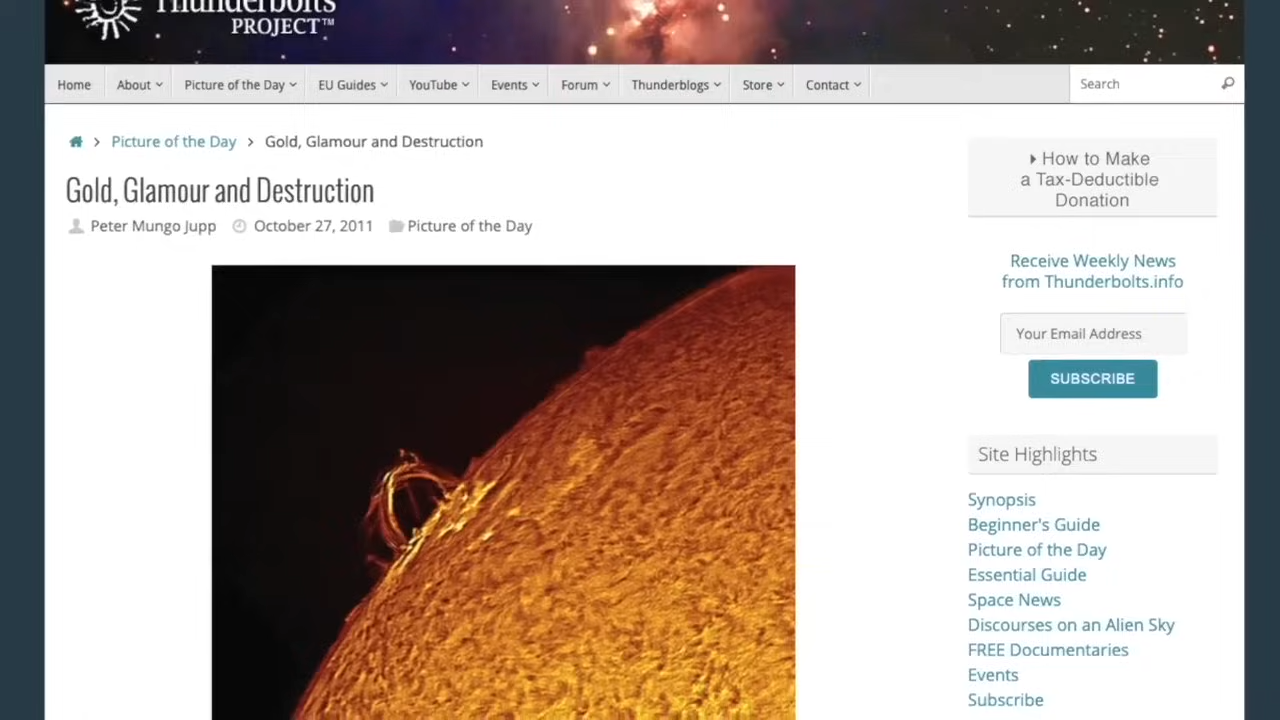 Thunderbolts
PROJECT™
Home About Picture of the Day EU Guides YouTube Events Forum Thunderblogs Store Contact Search
Picture of the Day > Gold, Glamour and Destruction
Gold, Glamour and Destruction
Peter Mungo Jupp October 27, 2011 Picture of the Day
How to Make
a Tax-Deductible
Donation
Receive Weekly News
from Thunderbolts.info
Your Email Address
SUBSCRIBE
Site Highlights
Synopsis
Beginner's Guide
Picture of the Day
Essential Guide
Space News
Discourses on an Alien Sky
FREE Documentaries
Events
Subscribe